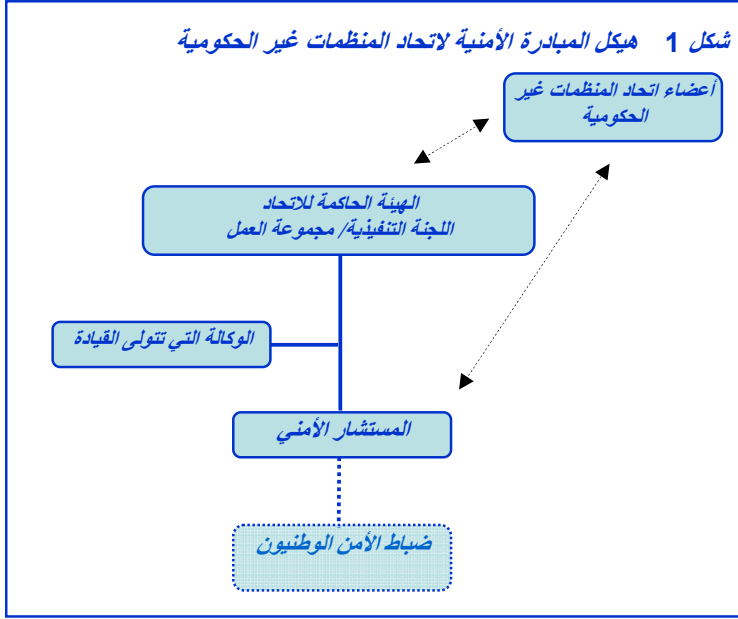 شكل 1 هيكل المبادرة الأمنية لاتحاد المنظمات غير الحكومية
أعضاء اتحاد المنظمات غير
الحكومية
الهيئة الحاكمة للاتحاد
اللجنة التنفيذية/ مجموعة العمل
الوكالة التي تتولى القيادة
المستشار الأمني
ضباط الأمن الوطنيون